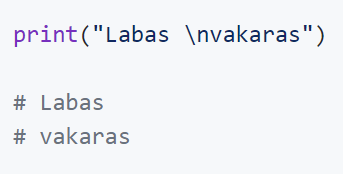 print("Labas \nvakaras")
# Labas
# vakaras